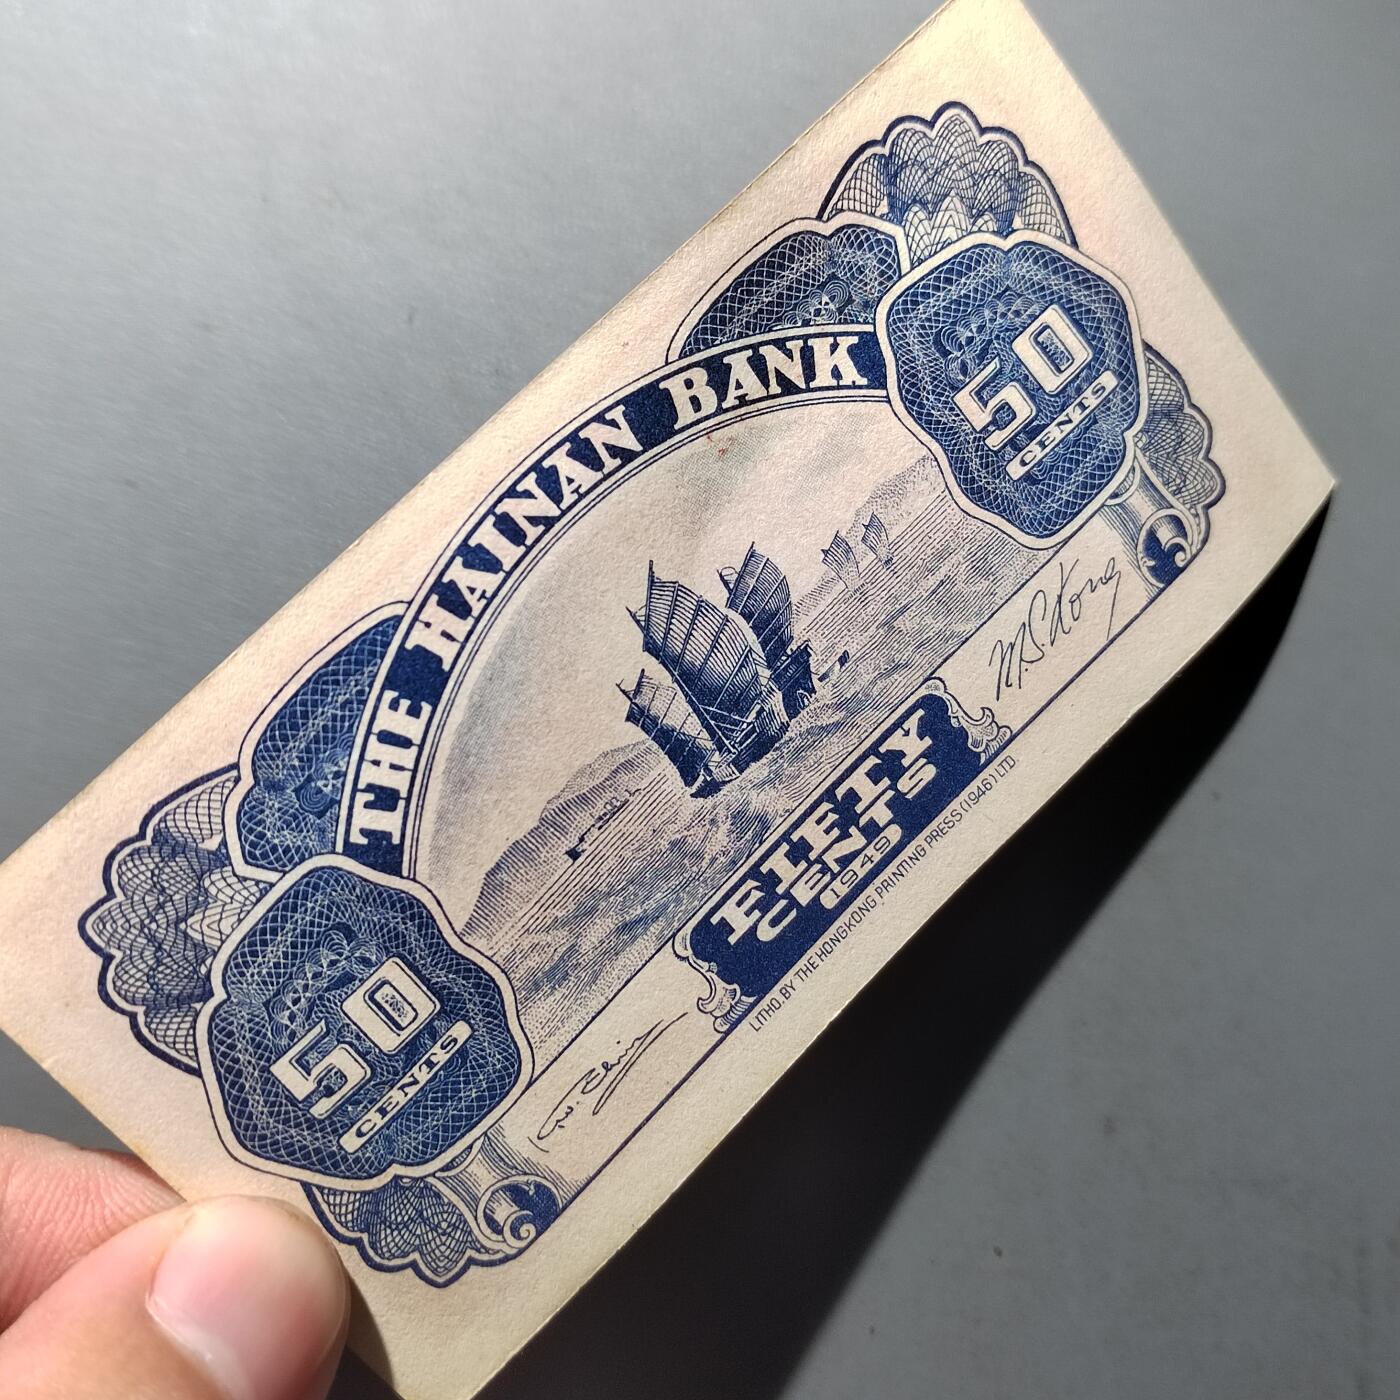 THE HAINAN BANK
50
CENTS
50
CENTS
FIFTY
CENTS
1949
LITHO. BY THE HONGKONG PRINTING PRESS (1946) LTD.